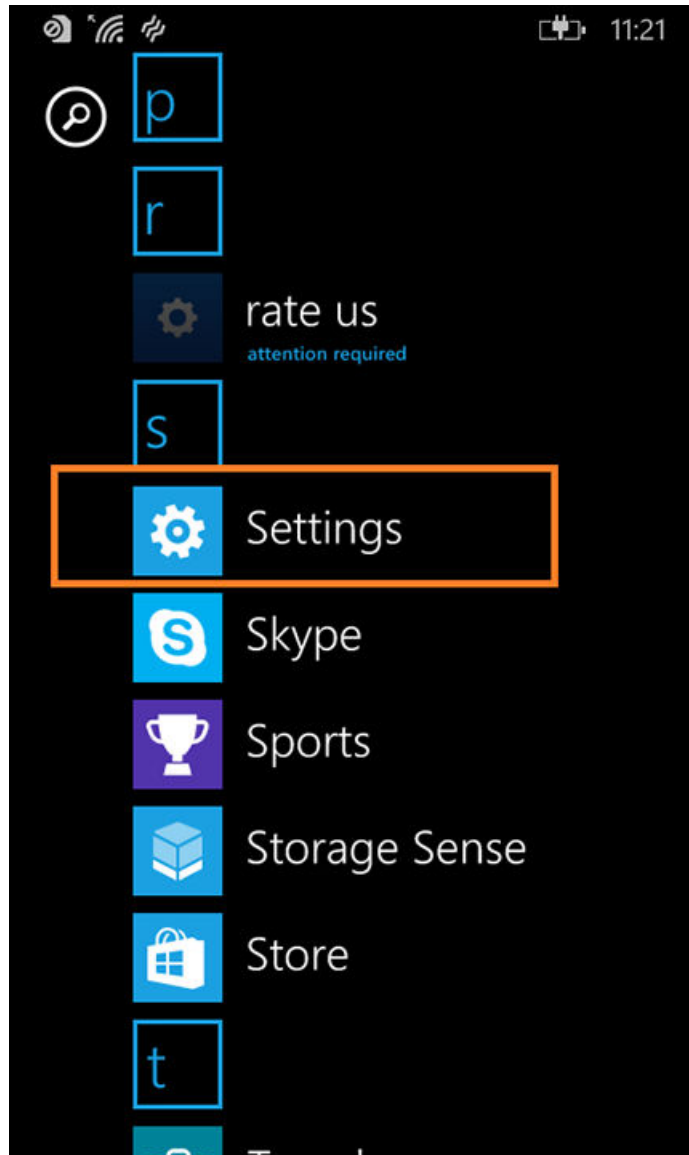 11:21
p
r
rate us
attention required
s
Settings
Skype
Sports
Storage Sense
Store
t